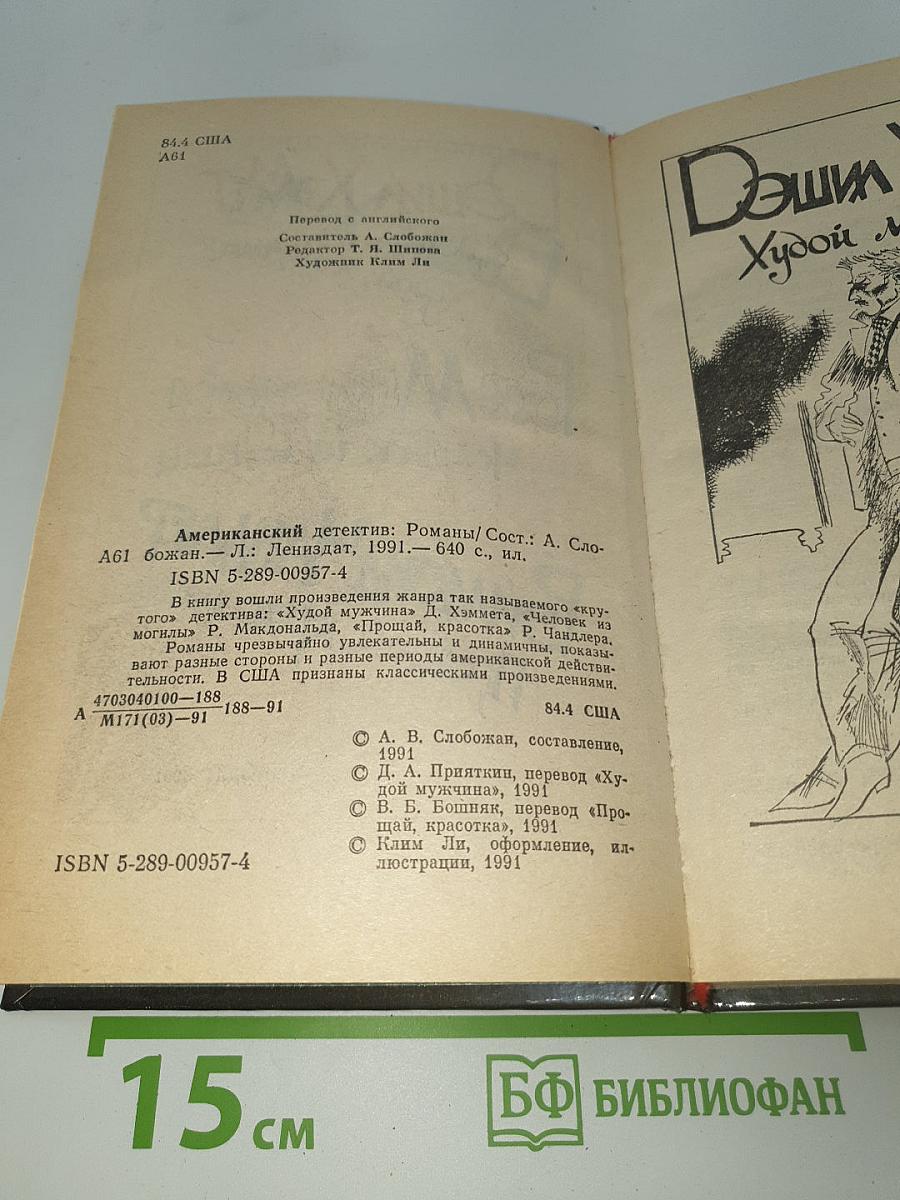 84.4 США
А61
Перевод с английского
Составитель А. Слобожан
Редактор Т. Я. Шипова
Художник Клим Ли
Американский детектив: Романы/Сост.: А. Сло-
А61 божан.— Л.: Лениздат, 1991.— 640 с., ил.
ISBN 5-289-00957-4
В книгу вошли произведения жанра так называемого «кру-
того» детектива: «Худой мужчина» Д. Хэммета, «Человек из
могилы» Р. Макдональда, «Прощай, красотка» Р. Чандлера.
Романы чрезвычайно увлекательны и динамичны, показы-
вают разные стороны и разные периоды американской действи-
тельности. В США признаны классическими произведениями.
А 4703040100—188
М171(03)—91 188—91
84.4 США
© А. В. Слобожан, составление,
1991
© Д. А. Прияткин, перевод «Ху-
дой мужчина», 1991
© В. Б. Бошняк, перевод «Про-
щай, красотка», 1991
© Клим Ли, оформление, ил-
люстрации, 1991
ISBN 5-289-00957-4
Дэшил
Худой
15 см
БФ БИБЛИОФАН